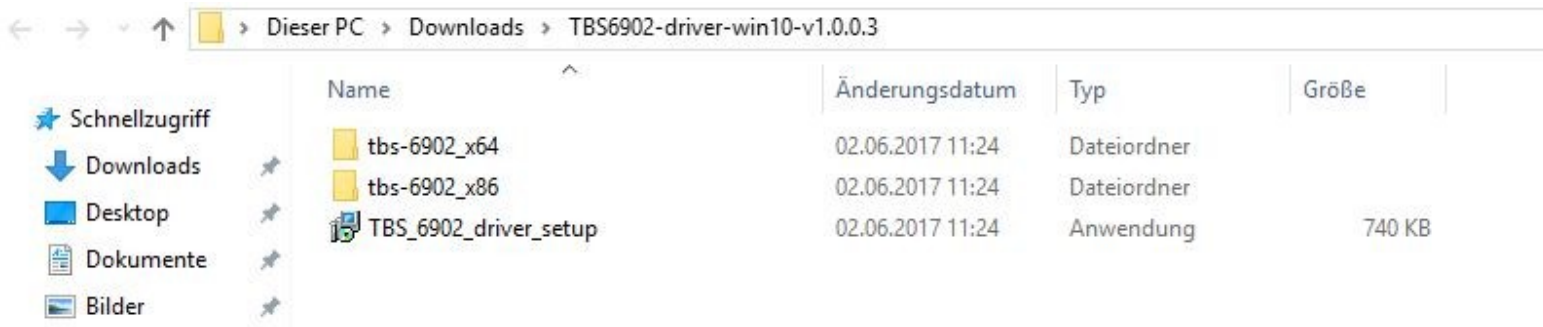 Dieser PC > Downloads > TBS6902-driver-win10-v1.0.0.3
Name Änderungsdatum Typ Größe
Schnellzugriff
Downloads
Desktop
Dokumente
Bilder
tbs-6902_x64 02.06.2017 11:24 Dateiordner
tbs-6902_x86 02.06.2017 11:24 Dateiordner
TBS_6902_driver_setup 02.06.2017 11:24 Anwendung 740 KB